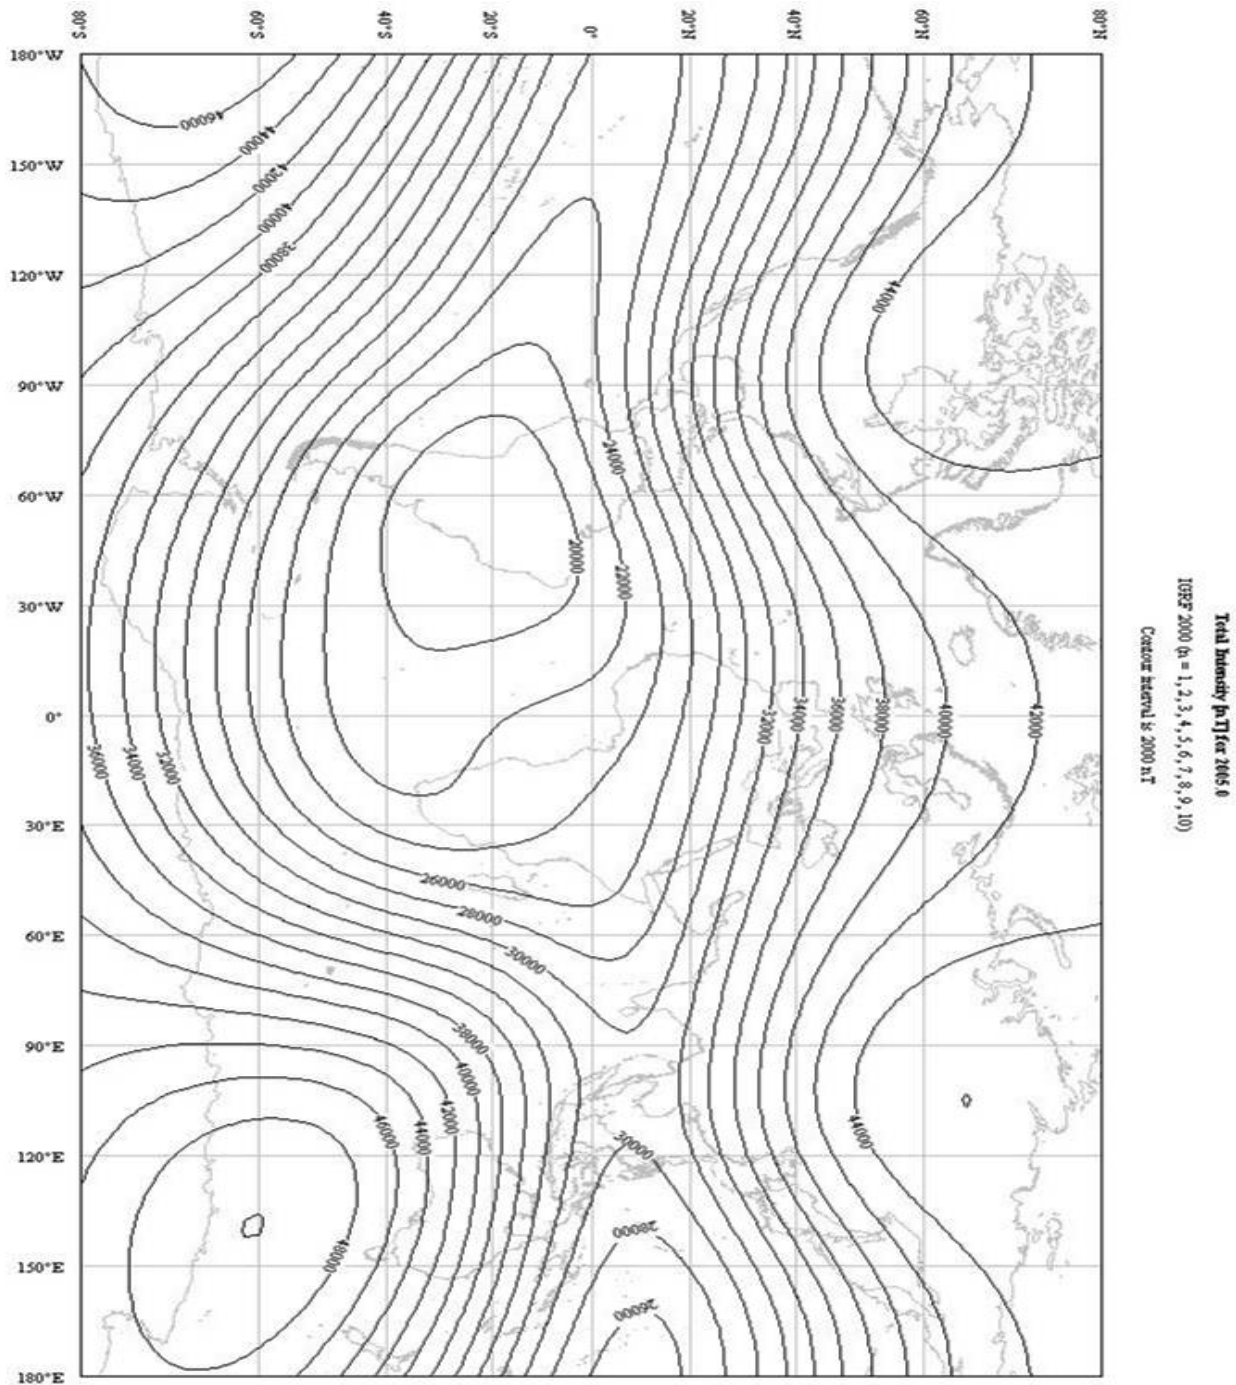 Total Intensity [nT] for 2005.0
IGRF 2000 (n = 1, 2, 3, 4, 5, 6, 7, 8, 9, 10)
Contour interval is 2000 nT
80°S
60°S
40°S
20°S
0°
20°N
40°N
60°N
80°N
180°W
150°W
120°W
90°W
60°W
30°W
0°
30°E
60°E
90°E
120°E
150°E
180°E
46000
44000
42000
40000
38000
44000
24000
20000
22000
36000
34000
32000
32000
34000
36000
38000
40000
42000
26000
28000
30000
38000
40000
42000
44000
46000
44000
30000
28000
48000
26000